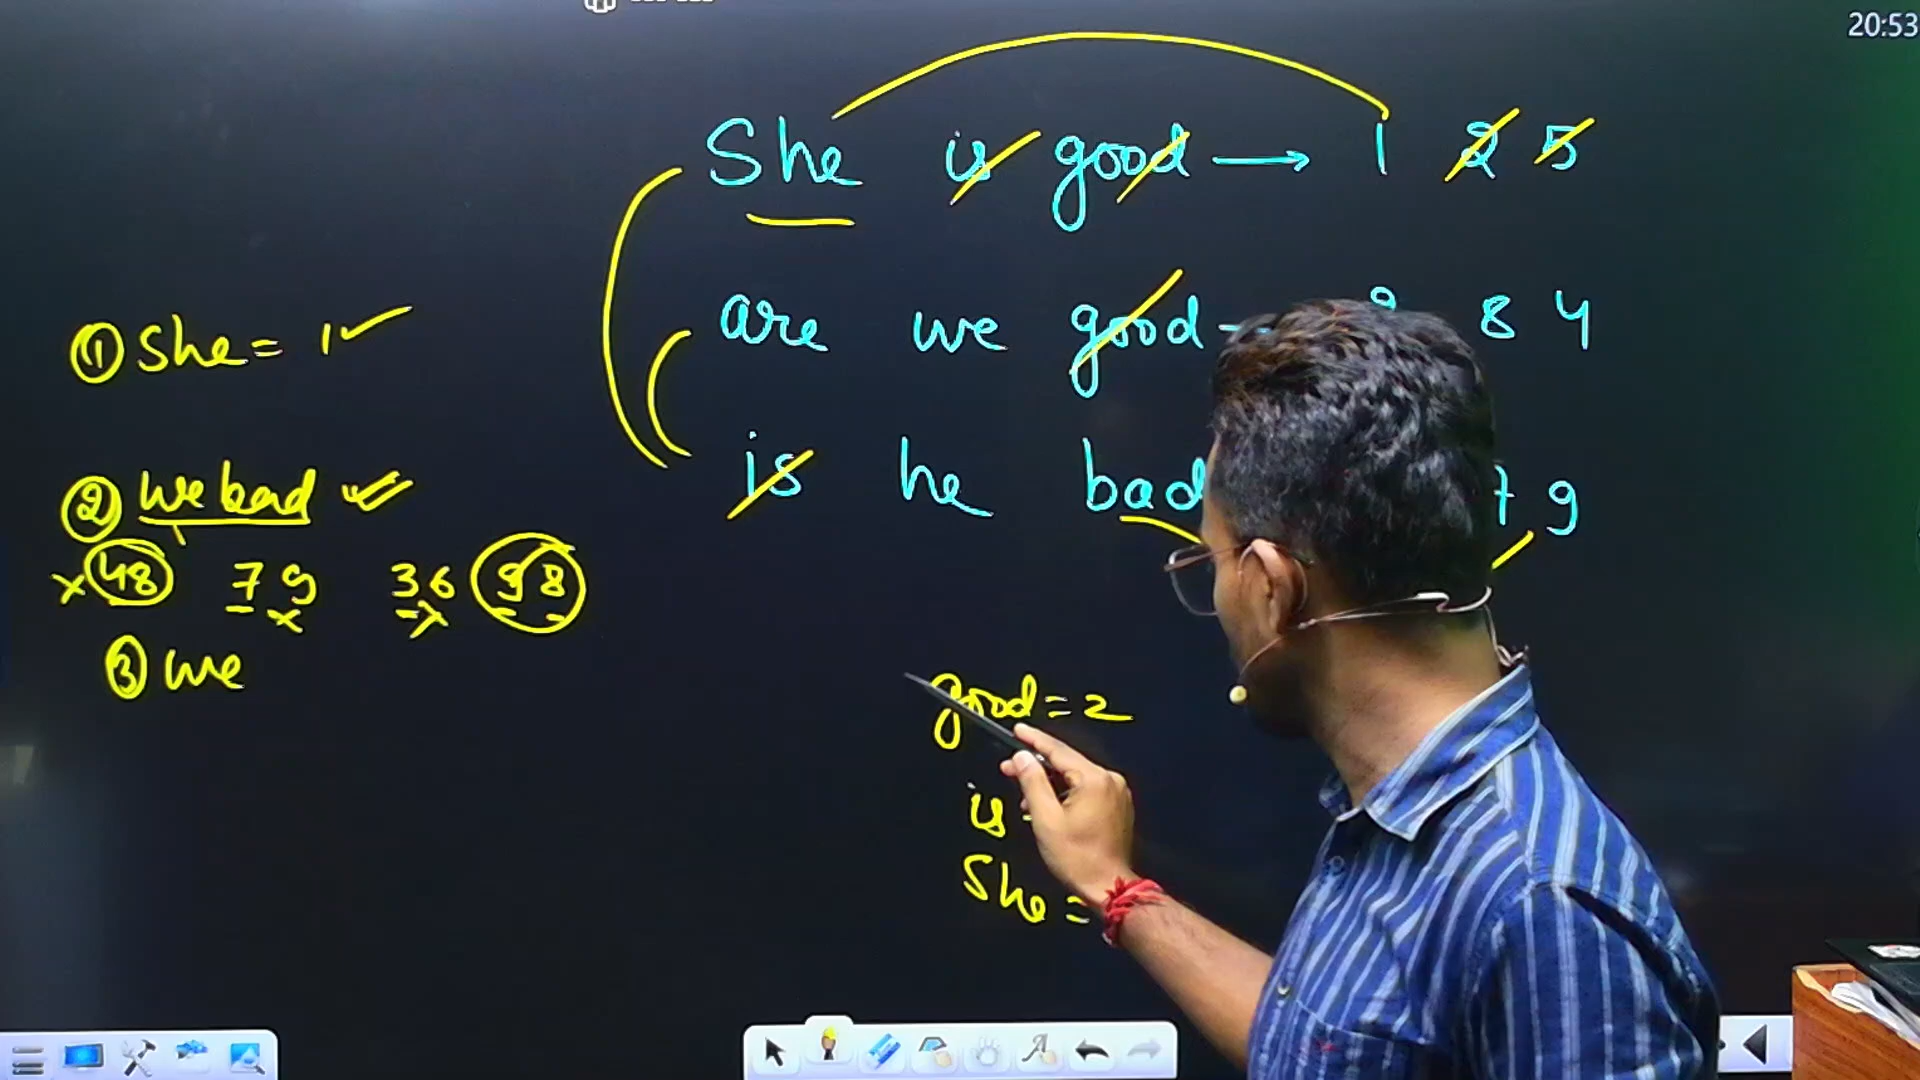 20:53
She is good → 1 2 5
are we good 8 4
is he bad 7 9
① She = 1 ✓
② We bad ✓
× 48 79 36 98
③ we
good = 2
is
She =